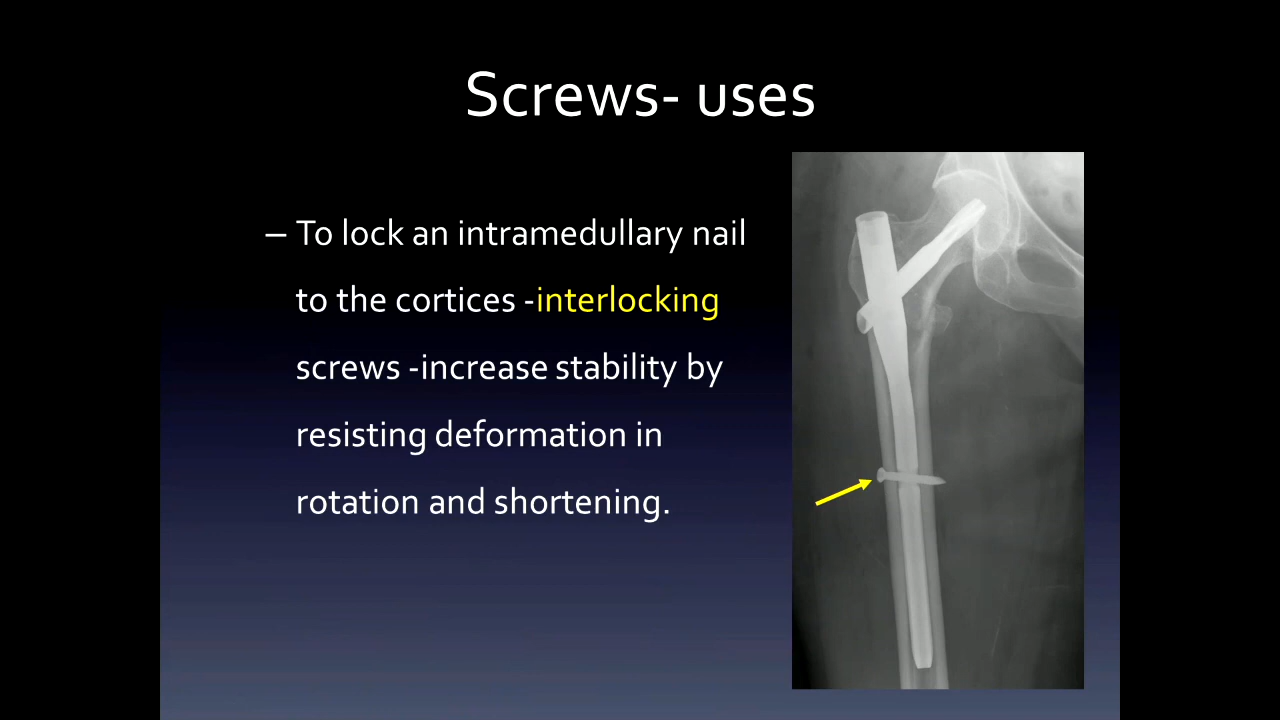 Screws- uses
– To lock an intramedullary nail
to the cortices -interlocking
screws -increase stability by
resisting deformation in
rotation and shortening.